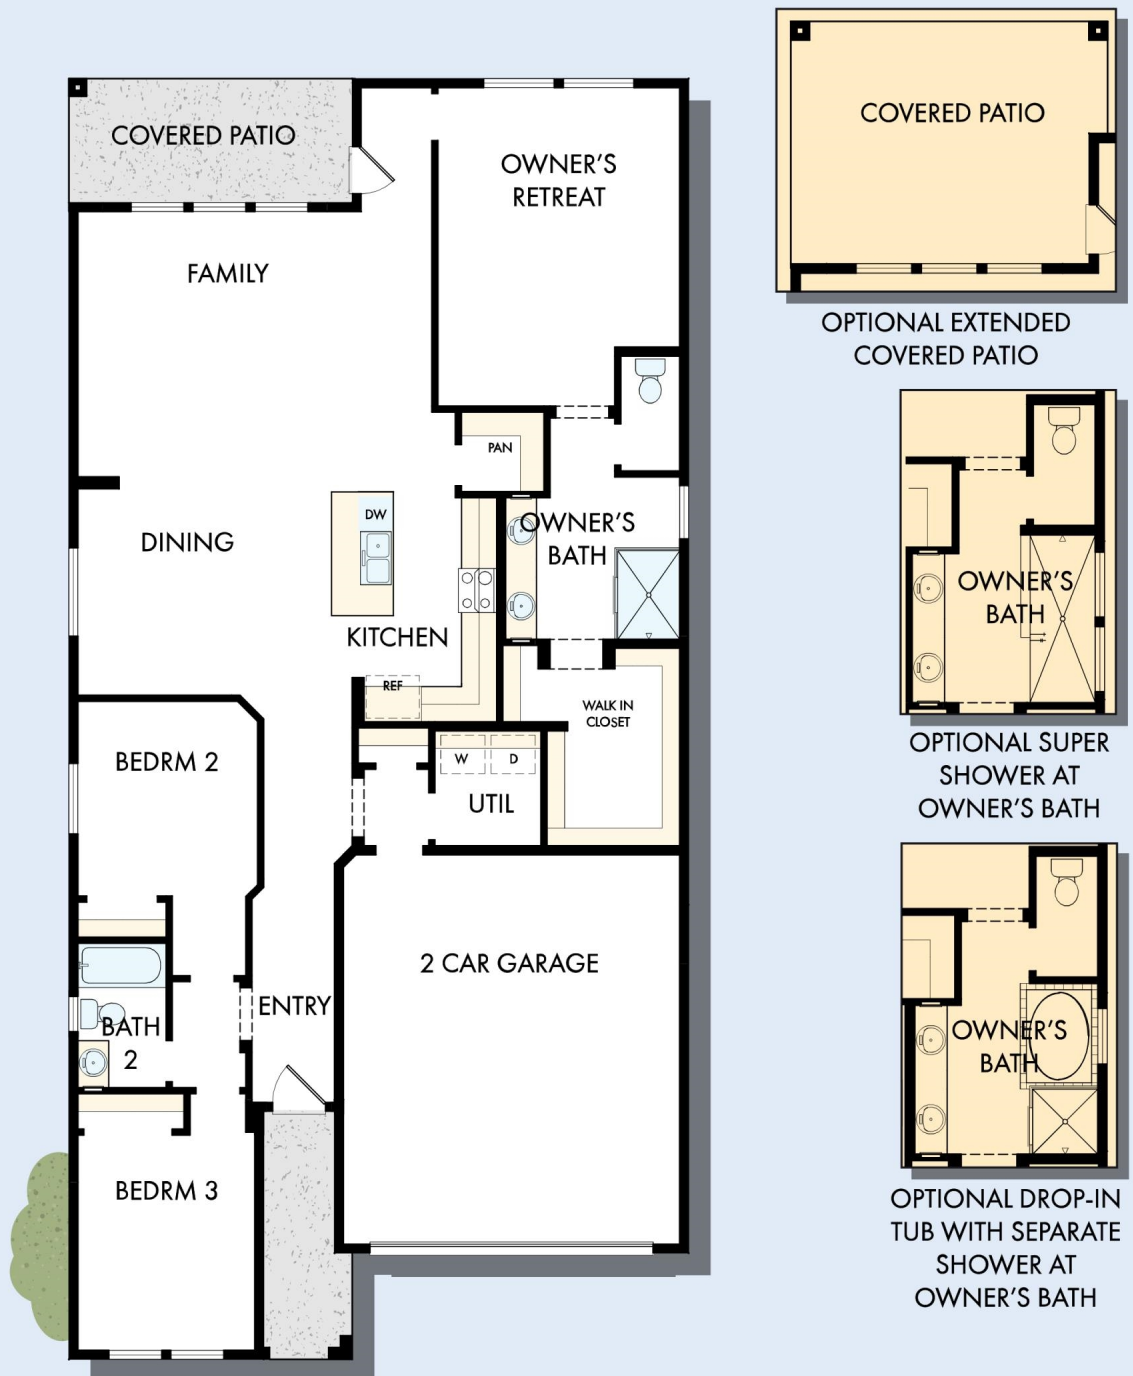 COVERED PATIO
OWNER'S
RETREAT
FAMILY
PAN
DW
DINING
OWNER'S
BATH
KITCHEN
REF
WALK IN
CLOSET
BEDRM 2
W
D
UTIL
2 CAR GARAGE
ENTRY
BATH
2
BEDRM 3
COVERED PATIO
OPTIONAL EXTENDED
COVERED PATIO
OWNER'S
BATH
OPTIONAL SUPER
SHOWER AT
OWNER'S BATH
OWNER'S
BATH
OPTIONAL DROP-IN
TUB WITH SEPARATE
SHOWER AT
OWNER'S BATH